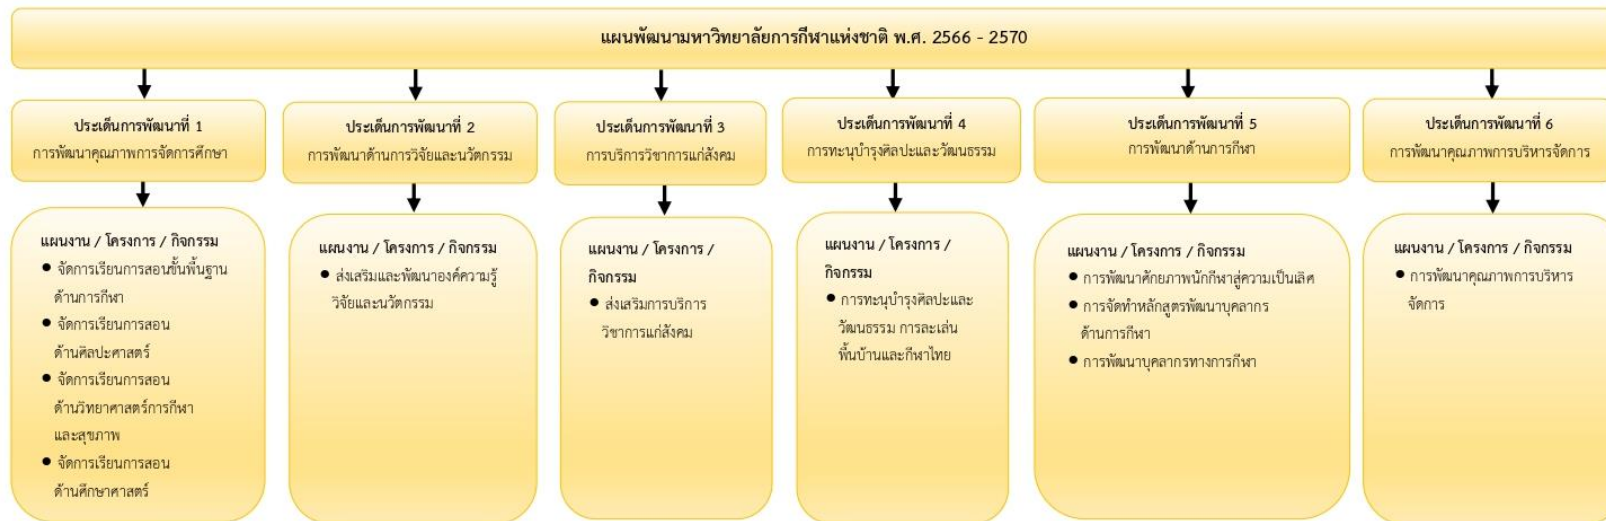 แผนพัฒนามหาวิทยาลัยการกีฬาแห่งชาติ พ.ศ. 2566 - 2570
ประเด็นการพัฒนาที่ 1
การพัฒนาคุณภาพการจัดการศึกษา
ประเด็นการพัฒนาที่ 2
การพัฒนาด้านการวิจัยและนวัตกรรม
ประเด็นการพัฒนาที่ 3
การบริการวิชาการแก่สังคม
ประเด็นการพัฒนาที่ 4
การทะนุบำรุงศิลปะและวัฒนธรรม
ประเด็นการพัฒนาที่ 5
การพัฒนาด้านการกีฬา
ประเด็นการพัฒนาที่ 6
การพัฒนาคุณภาพการบริหารจัดการ
แผนงาน / โครงการ / กิจกรรม
● จัดการเรียนการสอนขั้นพื้นฐาน
ด้านการกีฬา
● จัดการเรียนการสอน
ด้านศิลปะศาสตร์
● จัดการเรียนการสอน
ด้านวิทยาศาสตร์การกีฬา
และสุขภาพ
● จัดการเรียนการสอน
ด้านศึกษาศาสตร์
แผนงาน / โครงการ / กิจกรรม
● ส่งเสริมและพัฒนาองค์ความรู้
วิจัยและนวัตกรรม
แผนงาน / โครงการ /
กิจกรรม
● ส่งเสริมการบริการ
วิชาการแก่สังคม
แผนงาน / โครงการ /
กิจกรรม
● การทะนุบำรุงศิลปะและ
วัฒนธรรม การละเล่น
พื้นบ้านและกีฬาไทย
แผนงาน / โครงการ / กิจกรรม
● การพัฒนาศักยภาพนักกีฬาสู่ความเป็นเลิศ
● การจัดทำหลักสูตรพัฒนาบุคลากร
ด้านการกีฬา
● การพัฒนาบุคลากรทางการกีฬา
แผนงาน / โครงการ / กิจกรรม
● การพัฒนาคุณภาพการบริหาร
จัดการ